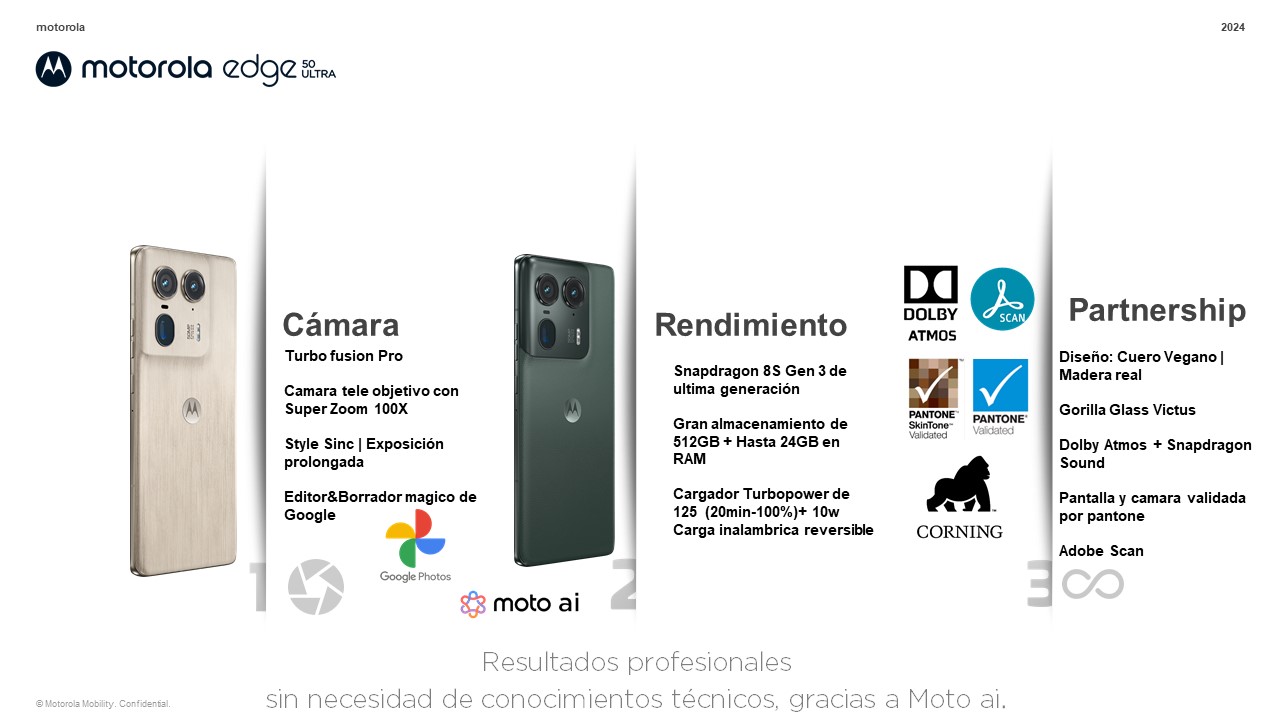 motorola
2024
motorola edge 50 ULTRA
Cámara
Turbo fusion Pro
Camara tele objetivo con
Super Zoom 100X
Style Sinc | Exposición
prolongada
Editor&Borrador magico de
Google
Google Photos
moto ai
1
2
Rendimiento
Snapdragon 8S Gen 3 de
ultima generación
Gran almacenamiento de
512GB + Hasta 24GB en
RAM
Cargador Turbopower de
125 (20min-100%)+ 10w
Carga inalambrica reversible
DOLBY
ATMOS
SCAN
PANTONE™
SkinTone™
Validated
PANTONE®
Validated
CORNING
3
Partnership
Diseño: Cuero Vegano |
Madera real
Gorilla Glass Victus
Dolby Atmos + Snapdragon
Sound
Pantalla y camara validada
por pantone
Adobe Scan
Resultados profesionales
sin necesidad de conocimientos técnicos, gracias a Moto ai.
© Motorola Mobility. Confidential.